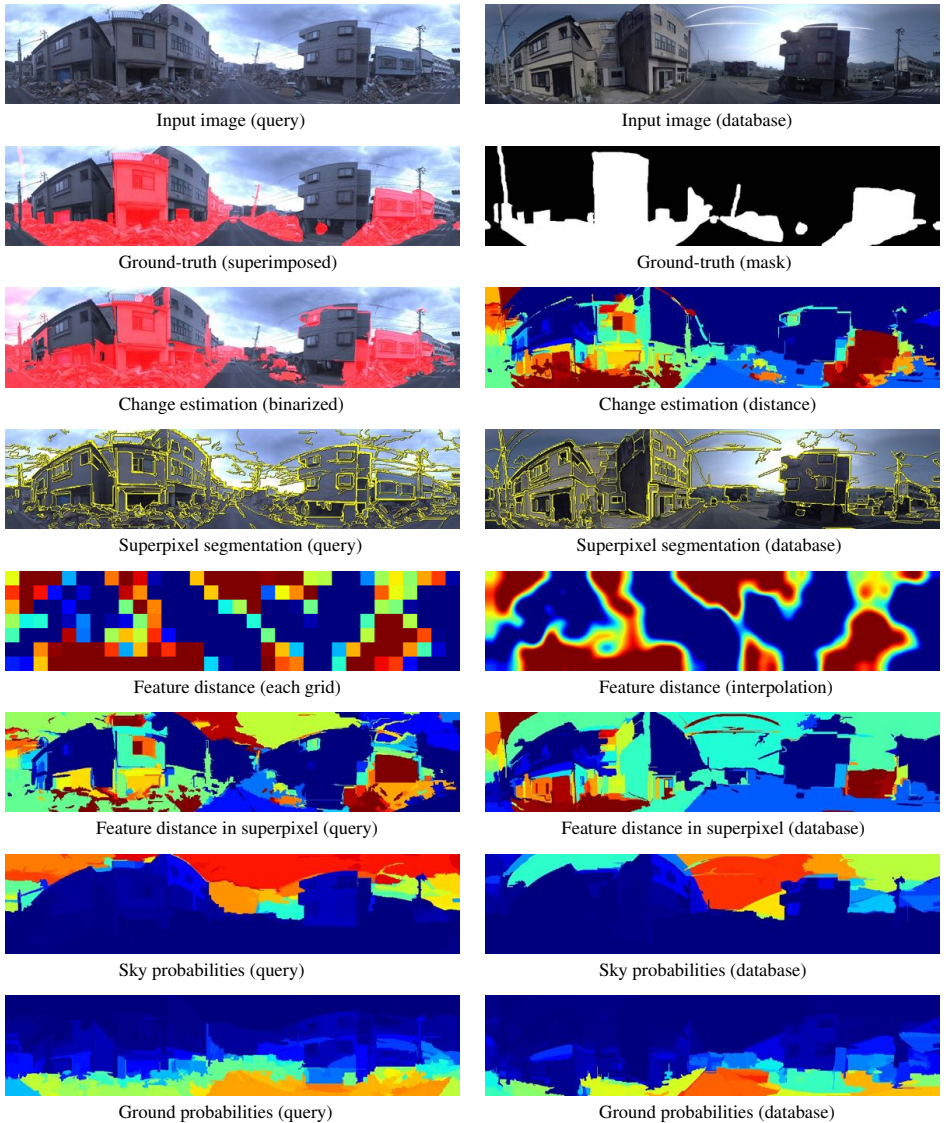 Input image (query)
Input image (database)
Ground-truth (superimposed)
Ground-truth (mask)
Change estimation (binarized)
Change estimation (distance)
Superpixel segmentation (query)
Superpixel segmentation (database)
Feature distance (each grid)
Feature distance (interpolation)
Feature distance in superpixel (query)
Feature distance in superpixel (database)
Sky probabilities (query)
Sky probabilities (database)
Ground probabilities (query)
Ground probabilities (database)